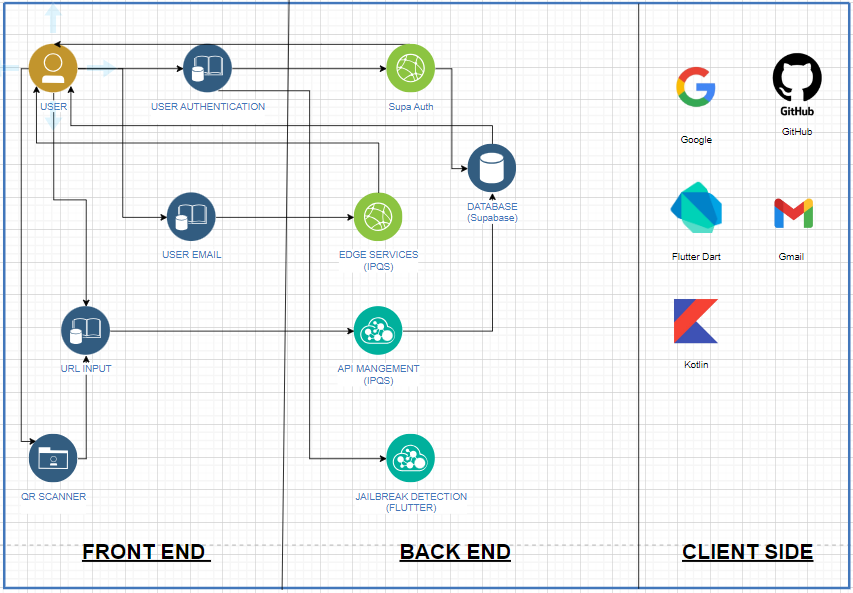 USER
USER AUTHENTICATION
Supa Auth
Google
GitHub
GitHub
DATABASE
(Supabase)
USER EMAIL
EDGE SERVICES
(IPQS)
Flutter Dart
Gmail
URL INPUT
API MANGEMENT
(IPQS)
Kotlin
QR SCANNER
JAILBREAK DETECTION
(FLUTTER)
FRONT END
BACK END
CLIENT SIDE